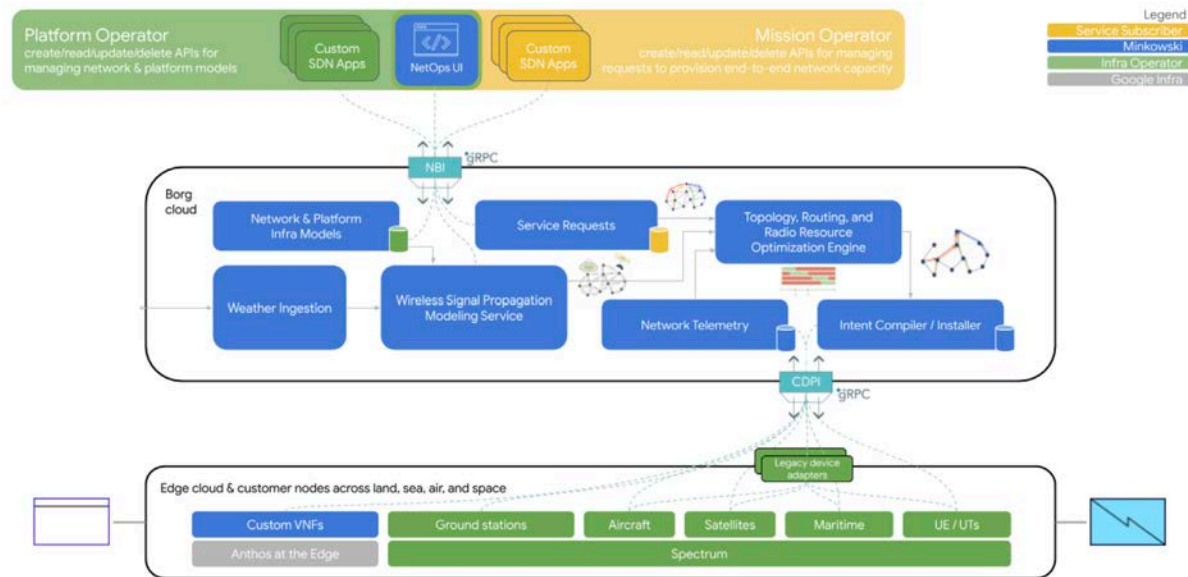 Legend
Service Subscriber
Minkowski
Infra Operator
Google Infra
Platform Operator
create/read/update/delete APIs for
managing network & platform models
Custom
SDN Apps
NetOps UI
Custom
SDN Apps
Mission Operator
create/read/update/delete APIs for managing
requests to provision end-to-end network capacity
NBI
gRPC
Borg
cloud
Network & Platform
Infra Models
Service Requests
Topology, Routing, and
Radio Resource
Optimization Engine
Weather Ingestion
Wireless Signal Propagation
Modeling Service
Network Telemetry
Intent Compiler / Installer
CDPI
gRPC
Legacy device
adapters
Edge cloud & customer nodes across land, sea, air, and space
Custom VNFs
Ground stations
Aircraft
Satellites
Maritime
UE / UTs
Anthos at the Edge
Spectrum